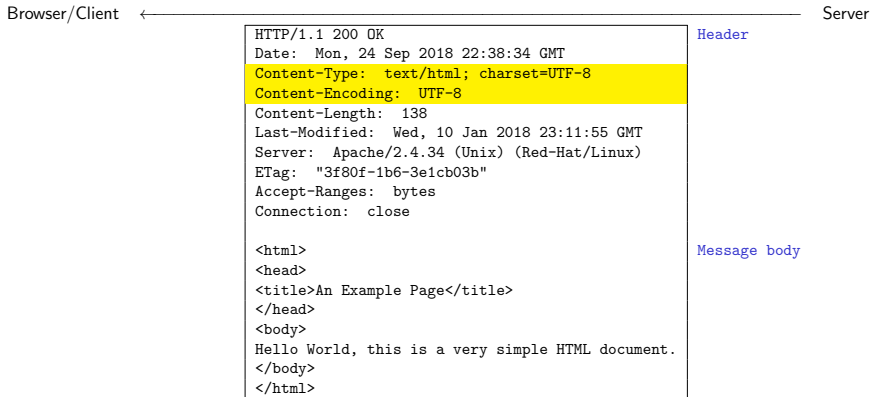 Browser/Client Server
HTTP/1.1 200 OK Header
Date: Mon, 24 Sep 2018 22:38:34 GMT
Content-Type: text/html; charset=UTF-8
Content-Encoding: UTF-8
Content-Length: 138
Last-Modified: Wed, 10 Jan 2018 23:11:55 GMT
Server: Apache/2.4.34 (Unix) (Red-Hat/Linux)
ETag: "3f80f-1b6-3e1cb03b"
Accept-Ranges: bytes
Connection: close
<html> Message body
<head>
<title>An Example Page</title>
</head>
<body>
Hello World, this is a very simple HTML document.
</body>
</html>